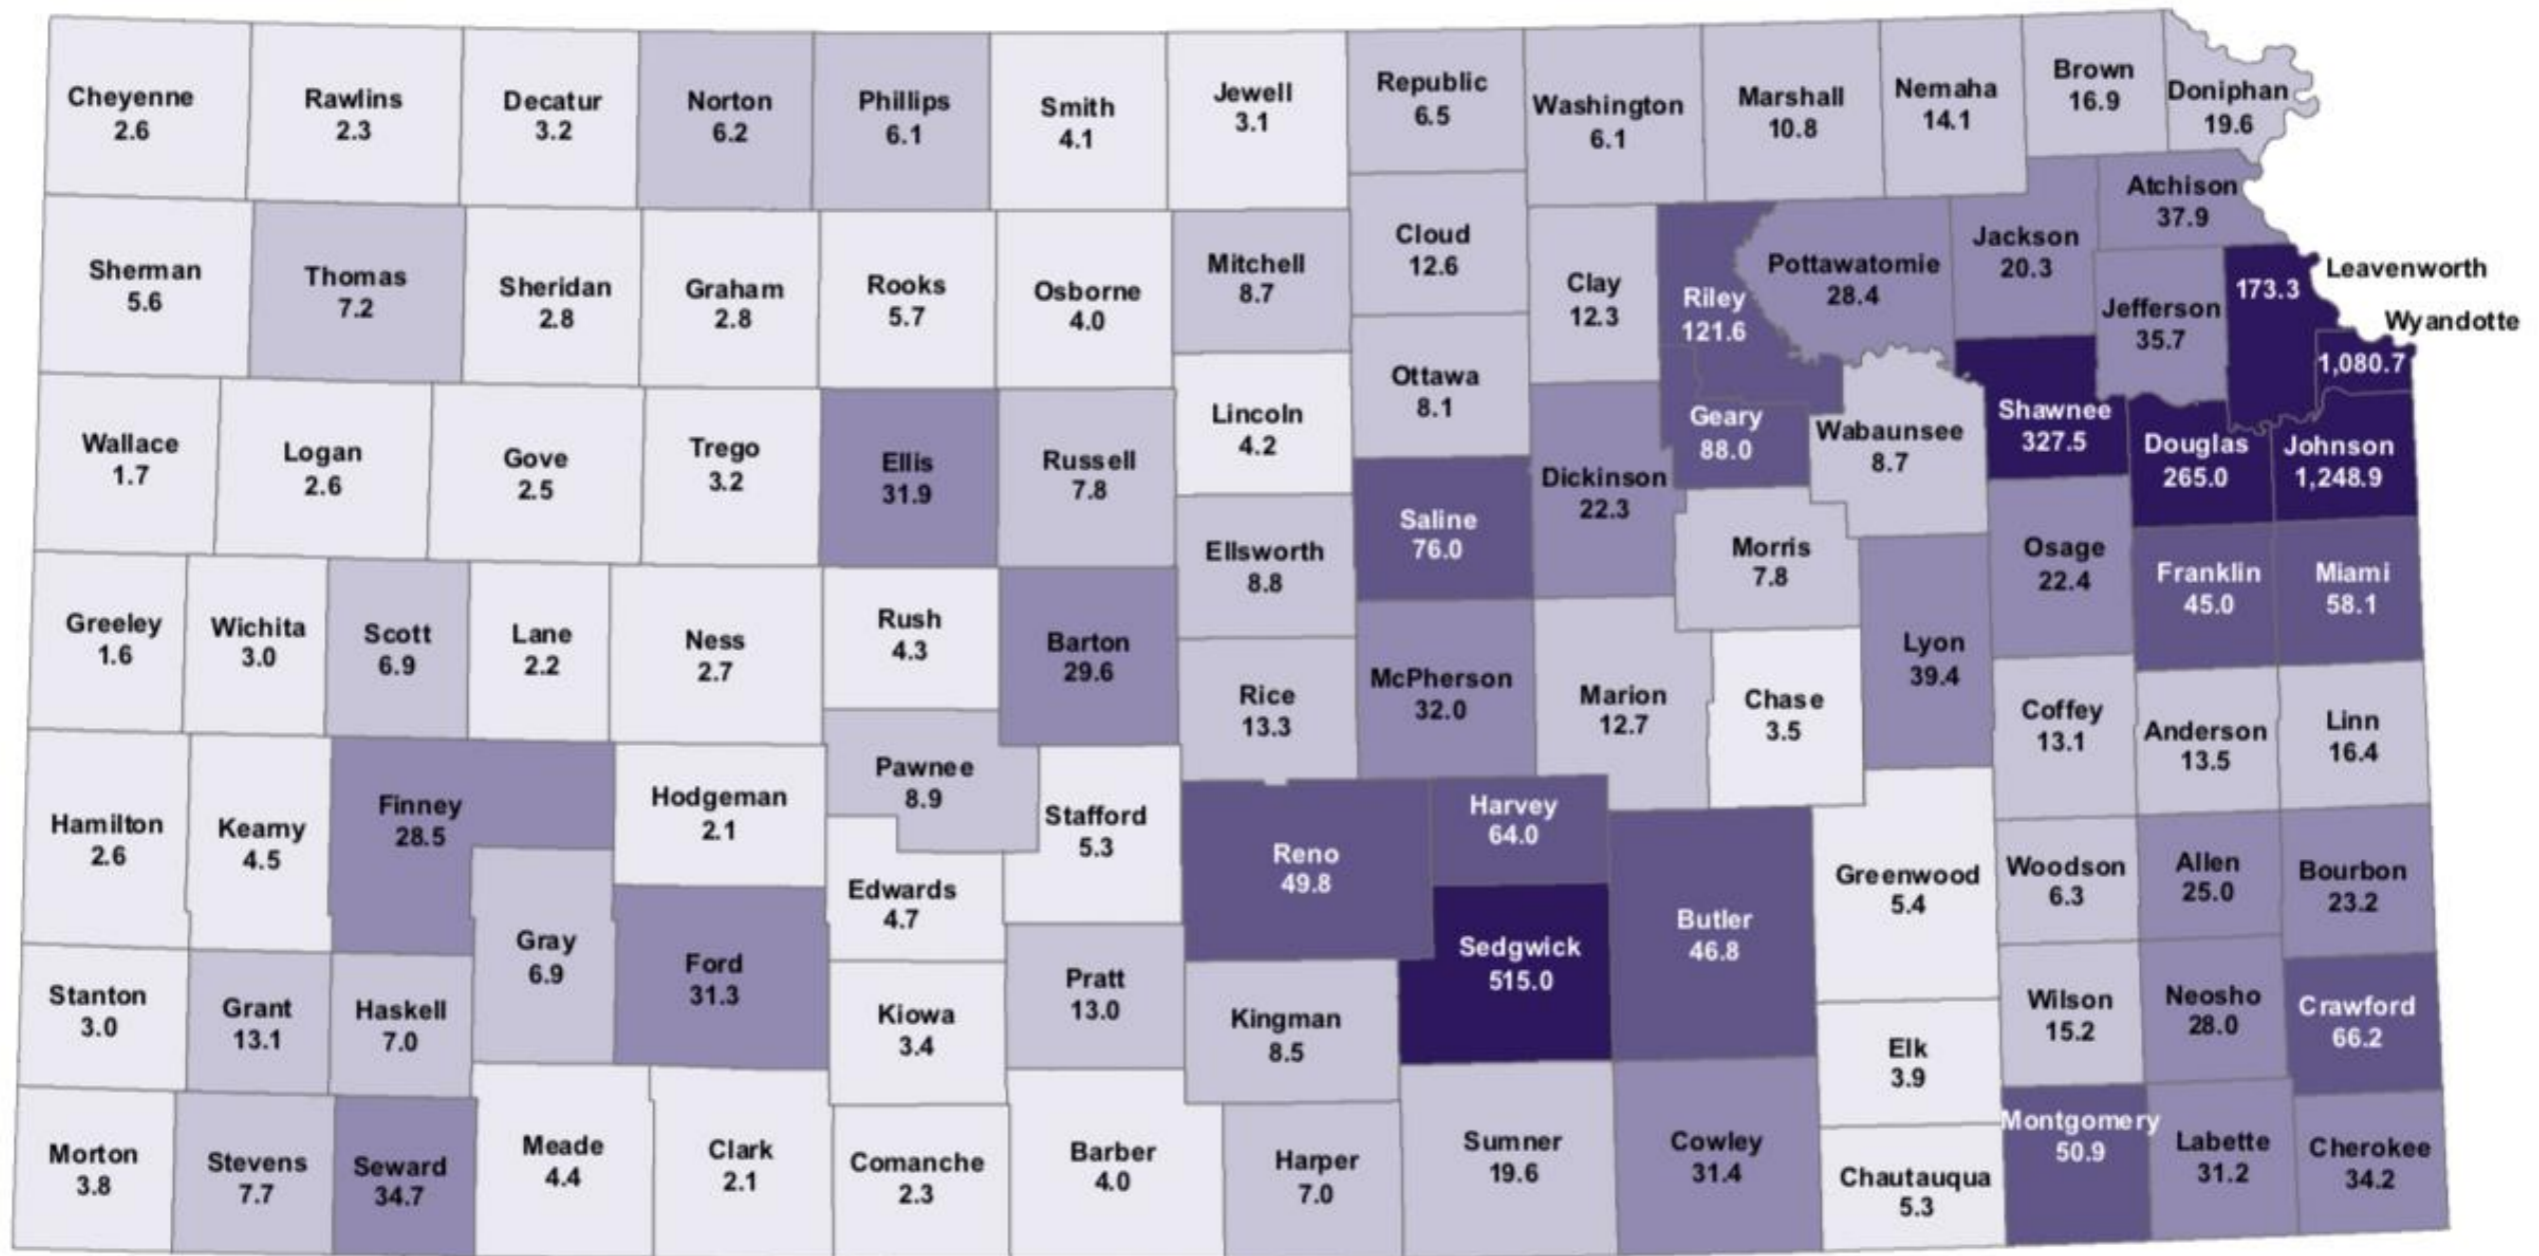 Cheyenne
2.6
Rawlins
2.3
Decatur
3.2
Norton
6.2
Phillips
6.1
Smith
4.1
Jewell
3.1
Republic
6.5
Washington
6.1
Marshall
10.8
Nemaha
14.1
Brown
16.9
Doniphan
19.6
Sherman
5.6
Thomas
7.2
Sheridan
2.8
Graham
2.8
Rooks
5.7
Osborne
4.0
Mitchell
8.7
Cloud
12.6
Clay
12.3
Riley
121.6
Pottawatomie
28.4
Jackson
20.3
Atchison
37.9
Jefferson
35.7
Leavenworth
173.3
Wyandotte
1,080.7
Wallace
1.7
Logan
2.6
Gove
2.5
Trego
3.2
Ellis
31.9
Russell
7.8
Lincoln
4.2
Ottawa
8.1
Saline
76.0
Dickinson
22.3
Geary
88.0
Wabaunsee
8.7
Shawnee
327.5
Douglas
265.0
Johnson
1,248.9
Greeley
1.6
Wichita
3.0
Scott
6.9
Lane
2.2
Ness
2.7
Rush
4.3
Barton
29.6
Ellsworth
8.8
Rice
13.3
McPherson
32.0
Marion
12.7
Morris
7.8
Chase
3.5
Lyon
39.4
Osage
22.4
Franklin
45.0
Miami
58.1
Coffey
13.1
Anderson
13.5
Linn
16.4
Hamilton
2.6
Kearny
4.5
Finney
28.5
Hodgeman
2.1
Pawnee
8.9
Stafford
5.3
Edwards
4.7
Reno
49.8
Harvey
64.0
Sedgwick
515.0
Butler
46.8
Greenwood
5.4
Woodson
6.3
Allen
25.0
Bourbon
23.2
Stanton
3.0
Grant
13.1
Haskell
7.0
Gray
6.9
Ford
31.3
Kiowa
3.4
Pratt
13.0
Kingman
8.5
Elk
3.9
Wilson
15.2
Neosho
28.0
Crawford
66.2
Morton
3.8
Stevens
7.7
Seward
34.7
Meade
4.4
Clark
2.1
Comanche
2.3
Barber
4.0
Harper
7.0
Sumner
19.6
Cowley
31.4
Chautauqua
5.3
Montgomery
50.9
Labette
31.2
Cherokee
34.2